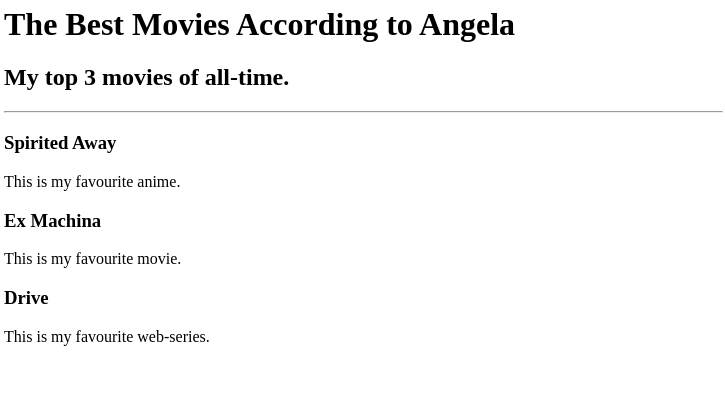 The Best Movies According to Angela
My top 3 movies of all-time.
Spirited Away
This is my favourite anime.
Ex Machina
This is my favourite movie.
Drive
This is my favourite web-series.